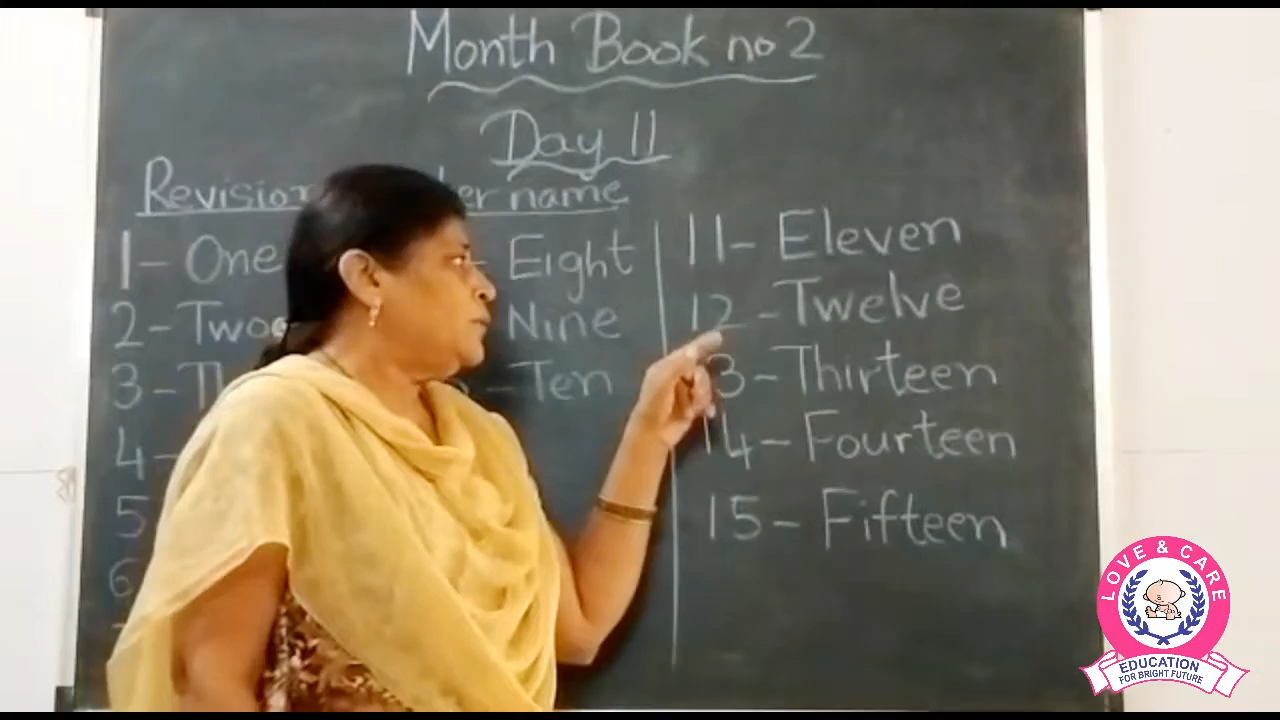 Month Book no 2
Day 11
Revision name
1 - One
2 - Two
3 -
4 -
5
6
Eight
Nine
- Ten
11 - Eleven
12 - Twelve
13 - Thirteen
14 - Fourteen
15 - Fifteen
LOVE & CARE
EDUCATION
FOR BRIGHT FUTURE